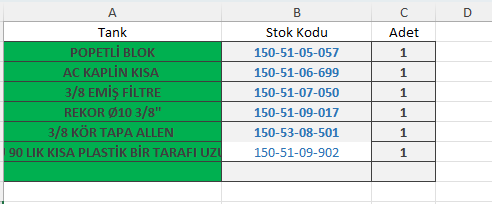 A B C D
Tank Stok Kodu Adet
POPETLİ BLOK 150-51-05-057 1
AC KAPLİN KISA 150-51-06-699 1
3/8 EMİŞ FİLTRE 150-51-07-050 1
REKOR Ø10 3/8" 150-51-09-017 1
3/8 KÖR TAPA ALLEN 150-53-08-501 1
90 LIK KISA PLASTİK BİR TARAFI 150-51-09-902 1